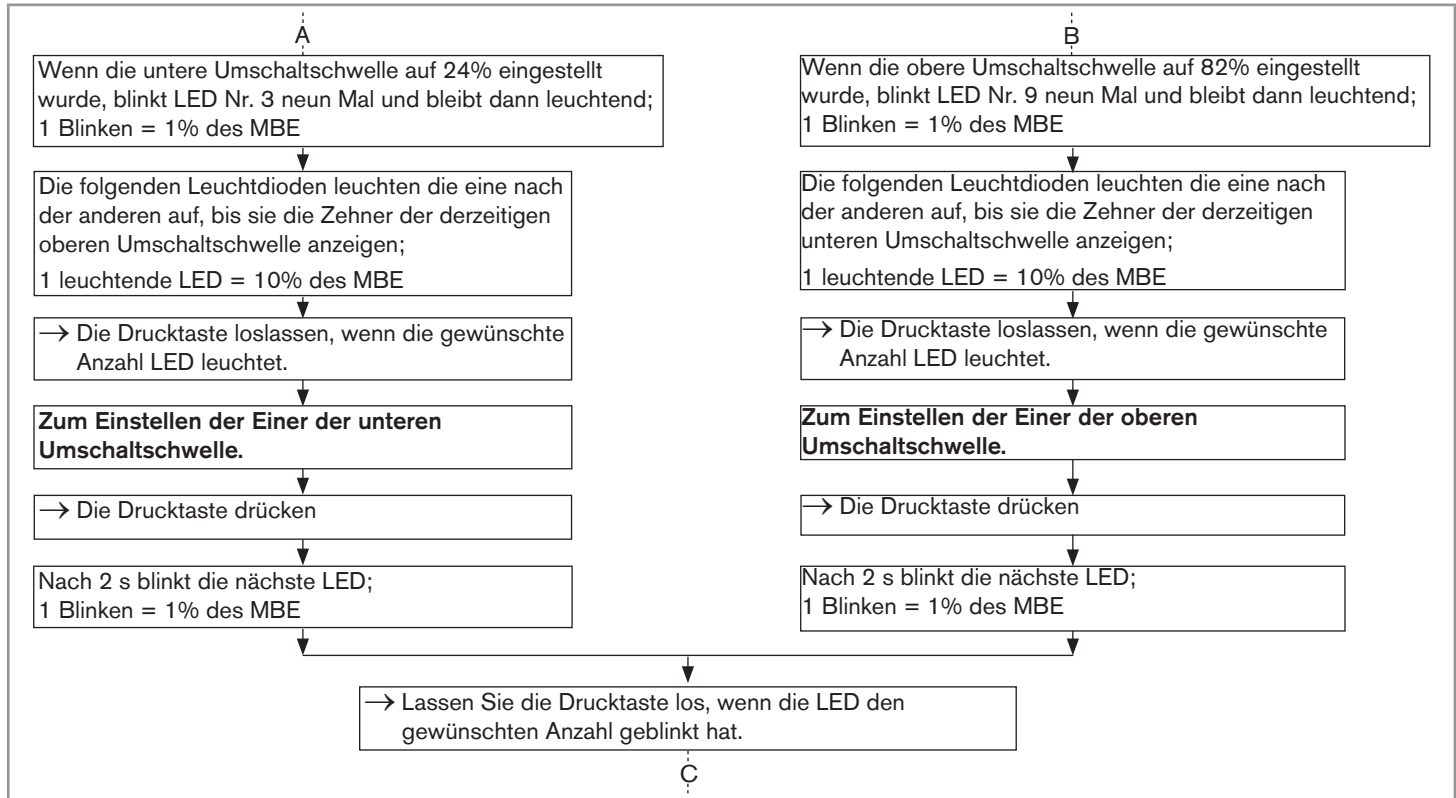 A
Wenn die untere Umschaltschwelle auf 24% eingestellt
wurde, blinkt LED Nr. 3 neun Mal und bleibt dann leuchtend;
1 Blinken = 1% des MBE
Die folgenden Leuchtdioden leuchten die eine nach
der anderen auf, bis sie die Zehner der derzeitigen
oberen Umschaltschwelle anzeigen;
1 leuchtende LED = 10% des MBE
→ Die Drucktaste loslassen, wenn die gewünschte
Anzahl LED leuchtet.
Zum Einstellen der Einer der unteren
Umschaltschwelle.
→ Die Drucktaste drücken
Nach 2 s blinkt die nächste LED;
1 Blinken = 1% des MBE
B
Wenn die obere Umschaltschwelle auf 82% eingestellt
wurde, blinkt LED Nr. 9 neun Mal und bleibt dann leuchtend;
1 Blinken = 1% des MBE
Die folgenden Leuchtdioden leuchten die eine nach
der anderen auf, bis sie die Zehner der derzeitigen
unteren Umschaltschwelle anzeigen;
1 leuchtende LED = 10% des MBE
→ Die Drucktaste loslassen, wenn die gewünschte
Anzahl LED leuchtet.
Zum Einstellen der Einer der oberen
Umschaltschwelle.
→ Die Drucktaste drücken
Nach 2 s blinkt die nächste LED;
1 Blinken = 1% des MBE
→ Lassen Sie die Drucktaste los, wenn die LED den
gewünschten Anzahl geblinkt hat.
C